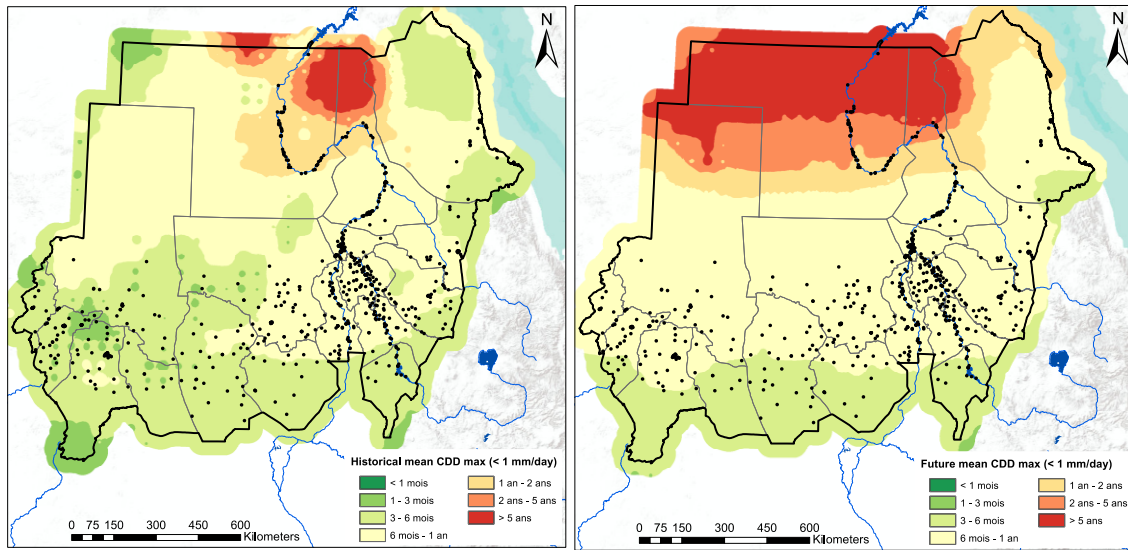 N
Historical mean CDD max (< 1 mm/day)
< 1 mois
1 - 3 mois
3 - 6 mois
6 mois - 1 an
1 an - 2 ans
2 ans - 5 ans
> 5 ans
0 75 150 300 450 600
Kilometers
N
Future mean CDD max (< 1 mm/day)
< 1 mois
1 - 3 mois
3 - 6 mois
6 mois - 1 an
1 an - 2 ans
2 ans - 5 ans
> 5 ans
0 75 150 300 450 600
Kilometers